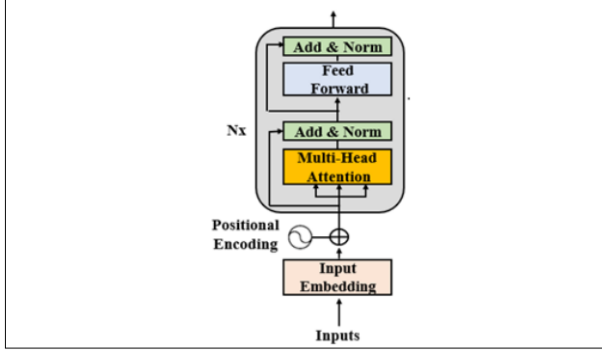 Add & Norm
Feed
Forward
Nx
Add & Norm
Multi-Head
Attention
Positional
Encoding
Input
Embedding
Inputs